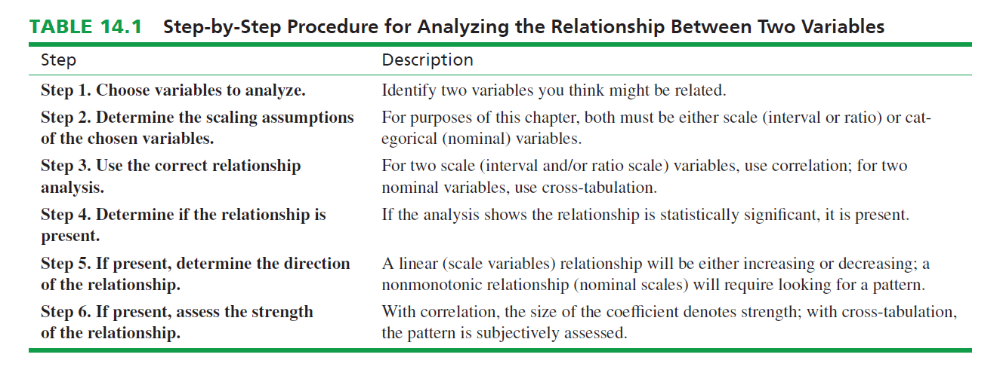 TABLE 14.1 Step-by-Step Procedure for Analyzing the Relationship Between Two Variables
Step Description
Step 1. Choose variables to analyze. Identify two variables you think might be related.
Step 2. Determine the scaling assumptions For purposes of this chapter, both must be either scale (interval or ratio) or cat-
of the chosen variables. egorical (nominal) variables.
Step 3. Use the correct relationship For two scale (interval and/or ratio scale) variables, use correlation; for two
analysis. nominal variables, use cross-tabulation.
Step 4. Determine if the relationship is If the analysis shows the relationship is statistically significant, it is present.
present.
Step 5. If present, determine the direction A linear (scale variables) relationship will be either increasing or decreasing; a
of the relationship. nonmonotonic relationship (nominal scales) will require looking for a pattern.
Step 6. If present, assess the strength With correlation, the size of the coefficient denotes strength; with cross-tabulation,
of the relationship. the pattern is subjectively assessed.